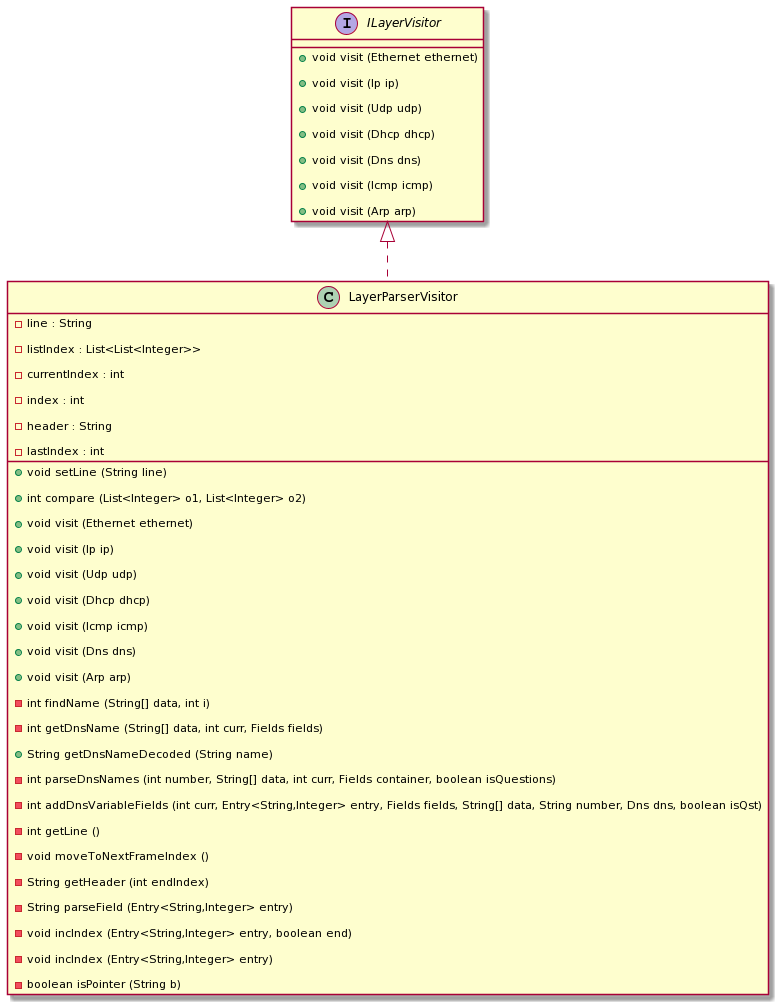 I ILayerVisitor
void visit (Ethernet ethernet)
void visit (Ip ip)
void visit (Udp udp)
void visit (Dhcp dhcp)
void visit (Dns dns)
void visit (Icmp icmp)
void visit (Arp arp)
C LayerParserVisitor
line : String
listIndex : List<List<Integer>>
currentIndex : int
index : int
header : String
lastIndex : int
void setLine (String line)
int compare (List<Integer> o1, List<Integer> o2)
void visit (Ethernet ethernet)
void visit (Ip ip)
void visit (Udp udp)
void visit (Dhcp dhcp)
void visit (Icmp icmp)
void visit (Dns dns)
void visit (Arp arp)
int findName (String[] data, int i)
int getDnsName (String[] data, int curr, Fields fields)
String getDnsNameDecoded (String name)
int parseDnsNames (int number, String[] data, int curr, Fields container, boolean isQuestions)
int addDnsVariableFields (int curr, Entry<String,Integer> entry, Fields fields, String[] data, String number, Dns dns, boolean isQst)
int getLine ()
void moveToNextFrameIndex ()
String getHeader (int endIndex)
String parseField (Entry<String,Integer> entry)
void incIndex (Entry<String,Integer> entry, boolean end)
void incIndex (Entry<String,Integer> entry)
boolean isPointer (String b)